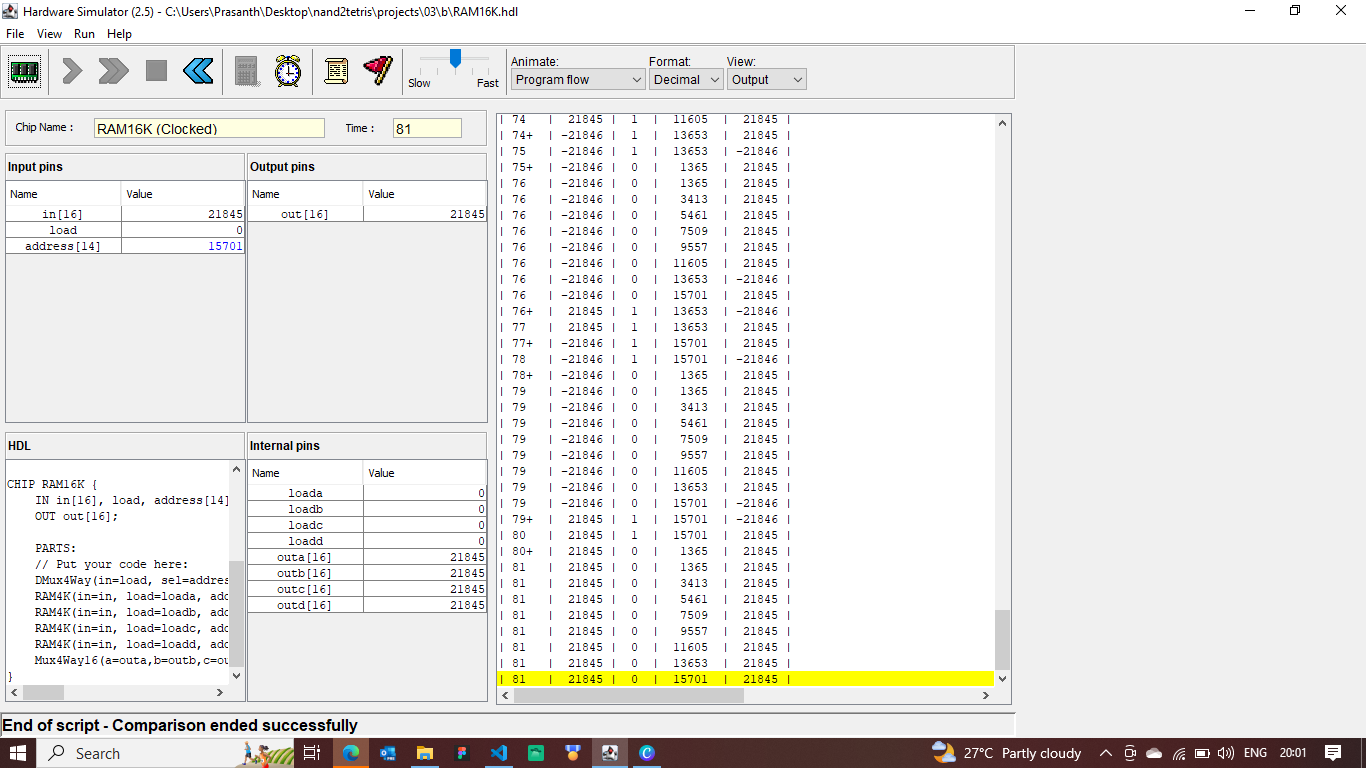 Hardware Simulator (2.5) - C:\Users\Prasanth\Desktop\nand2tetris\projects\03\b\RAM16K.hdl
File View Run Help
Slow Fast
Animate: Format: View:
Program flow Decimal Output
Chip Name : RAM16K (Clocked) Time : 81
Input pins
Name Value
in[16] 21845
load 0
address[14] 15701
Output pins
Name Value
out[16] 21845
HDL
CHIP RAM16K {
IN in[16], load, address[14]
OUT out[16];
PARTS:
// Put your code here:
DMux4Way(in=load, sel=addres
RAM4K(in=in, load=loada, add
RAM4K(in=in, load=loadb, add
RAM4K(in=in, load=loadc, add
RAM4K(in=in, load=loadd, add
Mux4Way16(a=outa,b=outb,c=ou
}
Internal pins
Name Value
loada 0
loadb 0
loadc 0
loadd 0
outa[16] 21845
outb[16] 21845
outc[16] 21845
outd[16] 21845
| 74 | 21845 | 1 | 11605 | 21845 |
| 74+ | -21846 | 1 | 13653 | 21845 |
| 75 | -21846 | 1 | 13653 | -21846 |
| 75+ | -21846 | 0 | 1365 | 21845 |
| 76 | -21846 | 0 | 1365 | 21845 |
| 76 | -21846 | 0 | 3413 | 21845 |
| 76 | -21846 | 0 | 5461 | 21845 |
| 76 | -21846 | 0 | 7509 | 21845 |
| 76 | -21846 | 0 | 9557 | 21845 |
| 76 | -21846 | 0 | 11605 | 21845 |
| 76 | -21846 | 0 | 13653 | -21846 |
| 76 | -21846 | 0 | 15701 | 21845 |
| 76+ | 21845 | 1 | 13653 | -21846 |
| 77 | 21845 | 1 | 13653 | 21845 |
| 77+ | -21846 | 1 | 15701 | 21845 |
| 78 | -21846 | 1 | 15701 | -21846 |
| 78+ | -21846 | 0 | 1365 | 21845 |
| 79 | -21846 | 0 | 1365 | 21845 |
| 79 | -21846 | 0 | 3413 | 21845 |
| 79 | -21846 | 0 | 5461 | 21845 |
| 79 | -21846 | 0 | 7509 | 21845 |
| 79 | -21846 | 0 | 9557 | 21845 |
| 79 | -21846 | 0 | 11605 | 21845 |
| 79 | -21846 | 0 | 13653 | 21845 |
| 79 | -21846 | 0 | 15701 | -21846 |
| 79+ | 21845 | 1 | 15701 | -21846 |
| 80 | 21845 | 1 | 15701 | 21845 |
| 80+ | 21845 | 0 | 1365 | 21845 |
| 81 | 21845 | 0 | 1365 | 21845 |
| 81 | 21845 | 0 | 3413 | 21845 |
| 81 | 21845 | 0 | 5461 | 21845 |
| 81 | 21845 | 0 | 7509 | 21845 |
| 81 | 21845 | 0 | 9557 | 21845 |
| 81 | 21845 | 0 | 11605 | 21845 |
| 81 | 21845 | 0 | 13653 | 21845 |
| 81 | 21845 | 0 | 15701 | 21845 |
End of script - Comparison ended successfully
Search 27°C Partly cloudy ENG 20:01